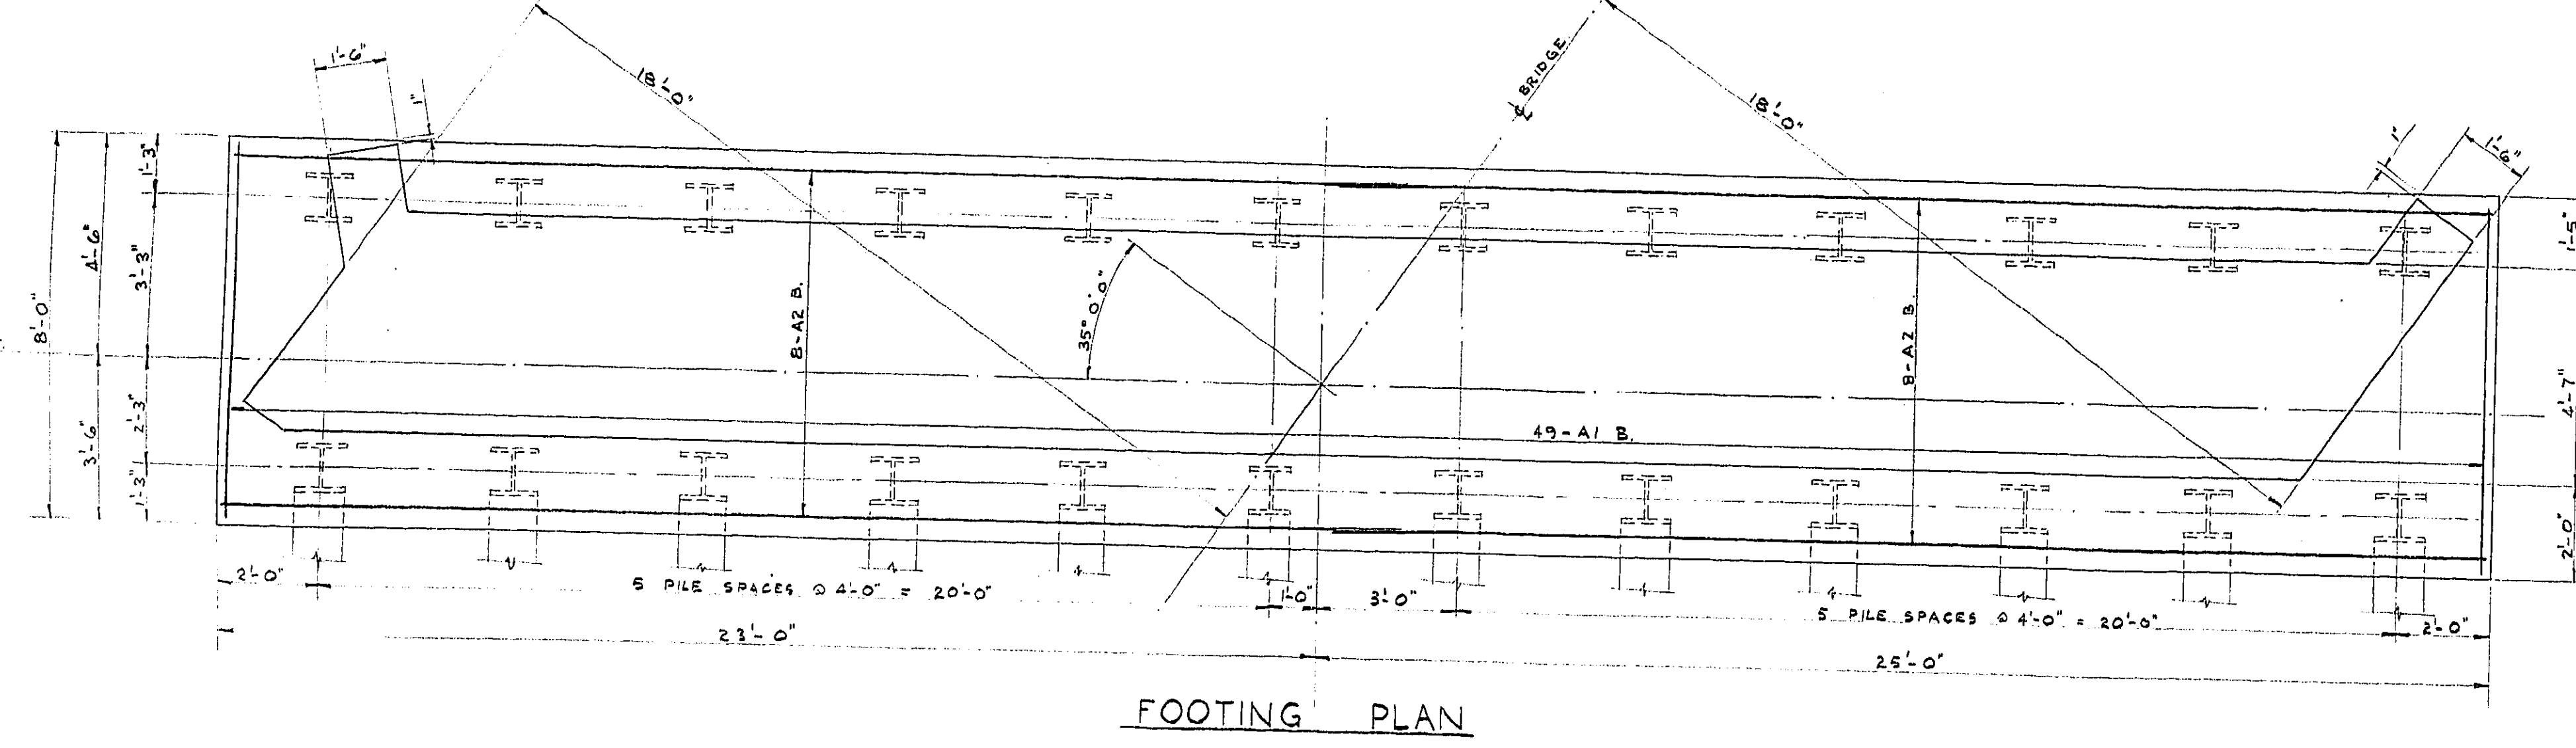 1'-6"
1"
18'-0"
℄ BRIDGE
18'-0"
1"
1'-6"
8'-0"
4'-6"
3'-6"
1'-3"
3'-3"
2'-3"
1'-3"
8-A2 B.
35° 0' 0"
8-A2 B.
49-A1 B.
1'-5"
4'-7"
2'-0"
2'-0"
5 PILE SPACES @ 4'-0" = 20'-0"
1'-0"
3'-0"
5 PILE SPACES @ 4'-0" = 20'-0"
2'-0"
23'-0"
25'-0"
FOOTING PLAN